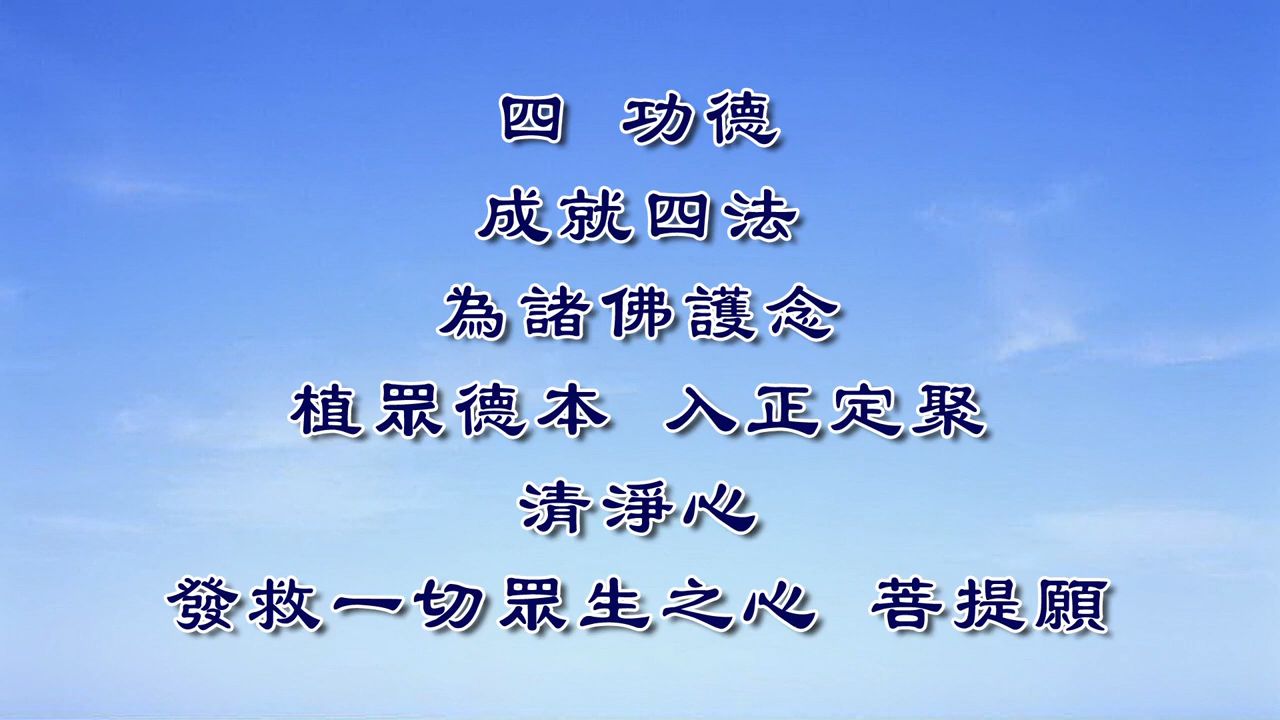 四 功德
成就四法
為諸佛護念
植眾德本 入正定聚
清淨心
發救一切眾生之心 菩提願